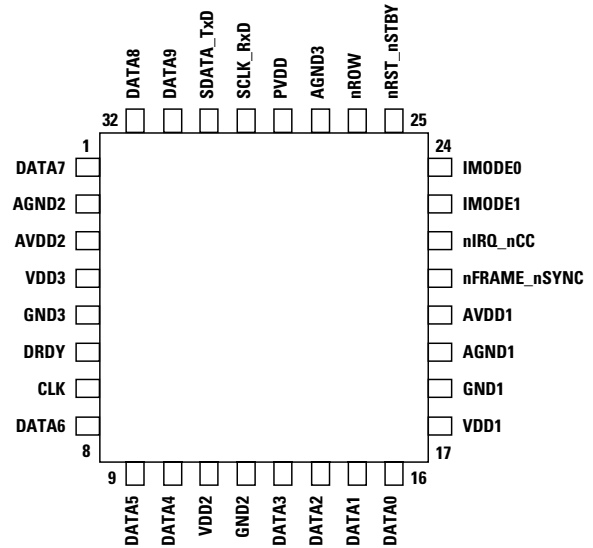 DATA8
DATA9
SDATA_TxD
SCLK_RxD
PVDD
AGND3
nROW
nRST_nSTBY
32
25
1
24
DATA7
AGND2
AVDD2
VDD3
GND3
DRDY
CLK
DATA6
IMODE0
IMODE1
nIRQ_nCC
nFRAME_nSYNC
AVDD1
AGND1
GND1
VDD1
8
17
9
16
DATA5
DATA4
VDD2
GND2
DATA3
DATA2
DATA1
DATA0